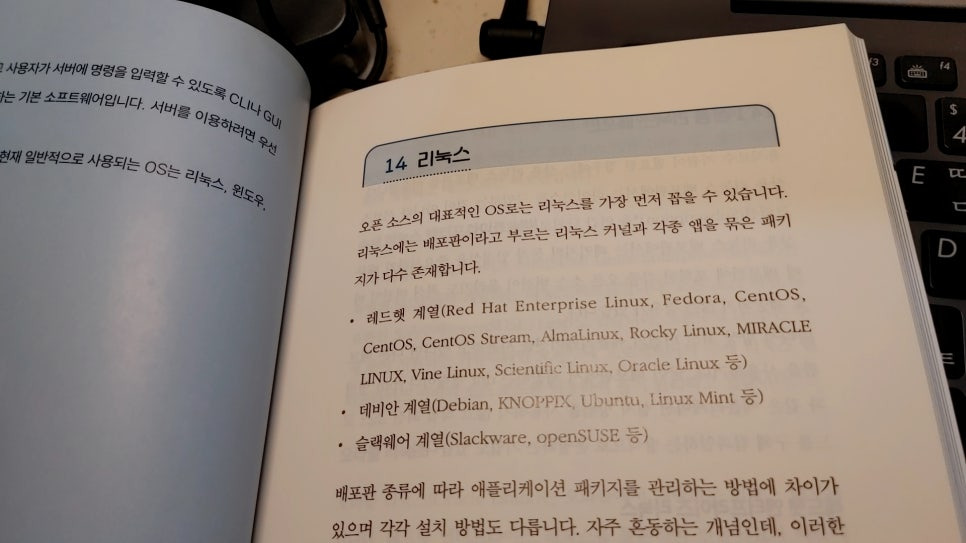 사용자가 서버에 명령을 입력할 수 있도록 CLI나 GUI
하는 기본 소프트웨어입니다. 서버를 이용하려면 우선
현재 일반적으로 사용되는 OS는 리눅스, 윈도우,
14 리눅스
오픈 소스의 대표적인 OS로는 리눅스를 가장 먼저 꼽을 수 있습니다.
리눅스에는 배포판이라고 부르는 리눅스 커널과 각종 앱을 묶은 패키
지가 다수 존재합니다.
• 레드햇 계열(Red Hat Enterprise Linux, Fedora, CentOS,
CentOS, CentOS Stream, AlmaLinux, Rocky Linux, MIRACLE
LINUX, Vine Linux, Scientific Linux, Oracle Linux 등)
• 데비안 계열(Debian, KNOPPIX, Ubuntu, Linux Mint 등)
• 슬랙웨어 계열(Slackware, openSUSE 등)
배포판 종류에 따라 애플리케이션 패키지를 관리하는 방법에 차이가
있으며 각각 설치 방법도 다릅니다. 자주 혼동하는 개념인데, 이러한
f3
f4
$
4
E
D